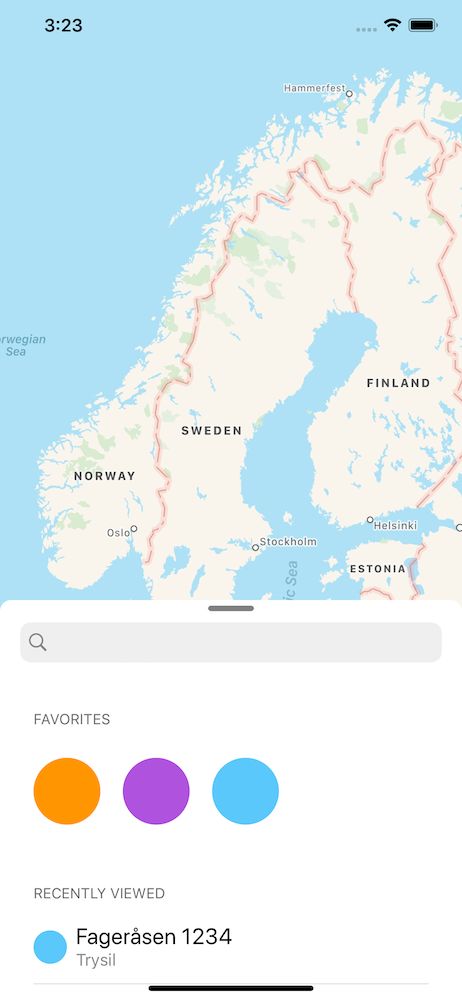 3:23
Hammerfest
rwegian
Sea
FINLAND
SWEDEN
NORWAY
Oslo
Helsinki
Stockholm
ESTONIA
ic Sea
FAVORITES
RECENTLY VIEWED
Fageråsen 1234
Trysil